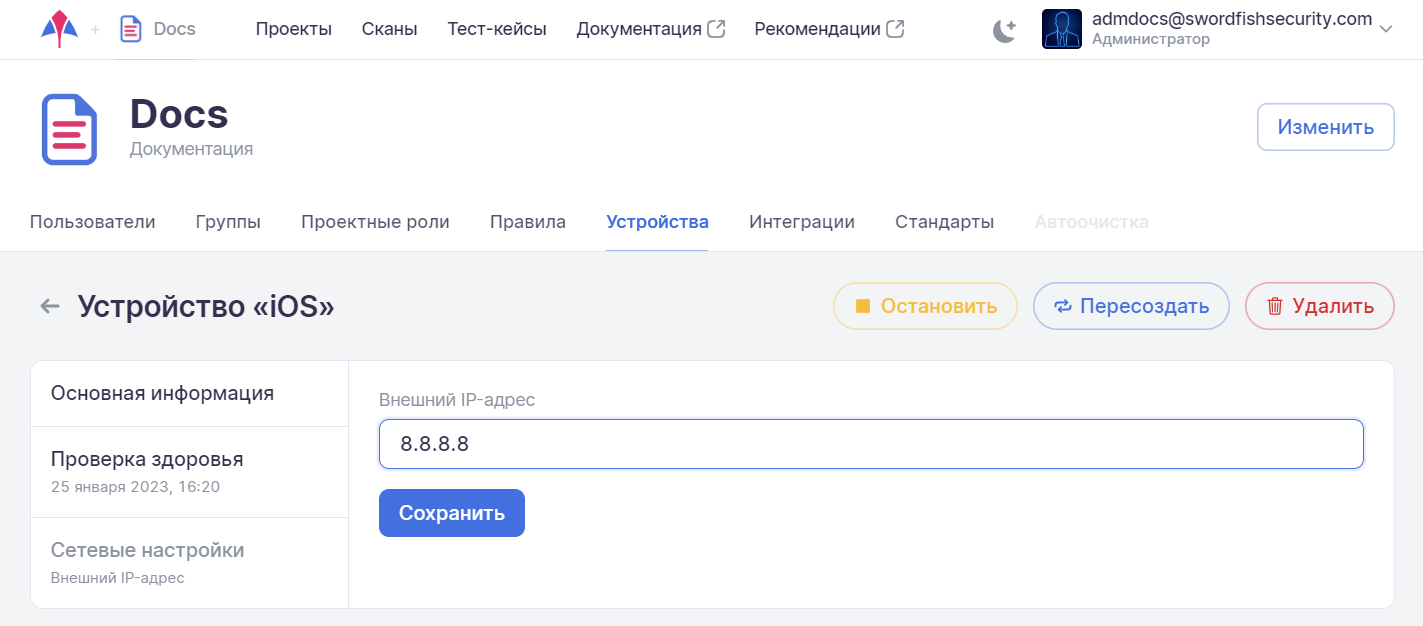 + Docs Проекты Сканы Тест-кейсы Документация Рекомендации admdocs@swordfishsecurity.com
Администратор
Docs
Документация
Изменить
Пользователи Группы Проектные роли Правила Устройства Интеграции Стандарты Автоочистка
Устройство «iOS»
Остановить Пересоздать Удалить
Основная информация
Проверка здоровья
25 января 2023, 16:20
Сетевые настройки
Внешний IP-адрес
Внешний IP-адрес
8.8.8.8
Сохранить